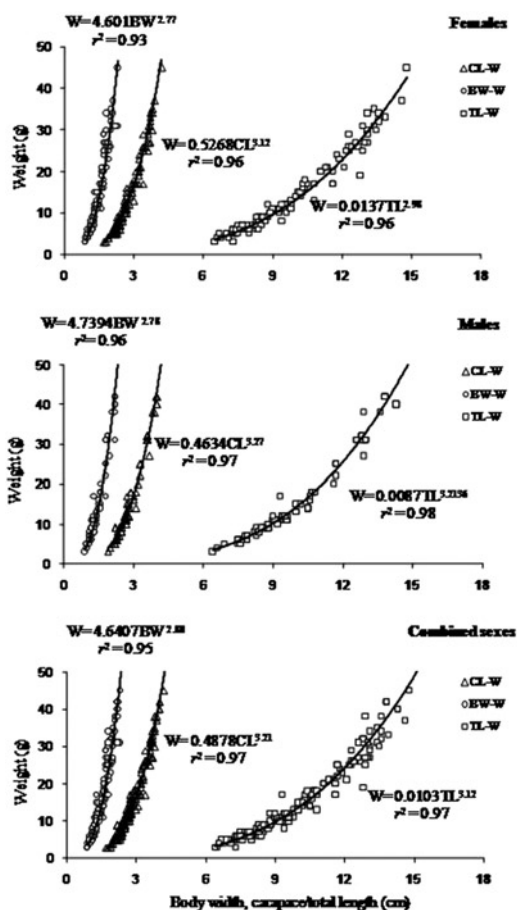 W=4.601BW^2.77
r²=0.93
Females
50
△CL-W
○BW-W
□TL-W
40
30
W=0.5268CL^3.12
r²=0.96
20
10
W=0.0137TL^2.98
r²=0.96
0
Weight (g)
0 3 6 9 12 15 18
W=4.7394BW^2.78
r²=0.96
Males
50
△CL-W
○BW-W
□TL-W
40
30
W=0.4634CL^3.27
r²=0.97
20
W=0.0087TL
r²=0.98
10
0
Weight (g)
0 3 6 9 12 15 18
W=4.6407BW^2.88
r²=0.95
Combined sexes
50
△CL-W
○BW-W
□TL-W
40
30
W=0.4878CL^3.21
r²=0.97
20
W=0.0103TL^3.12
r²=0.97
10
0
Weight (g)
0 3 6 9 12 15 18
Body width, carapace/total length (cm)